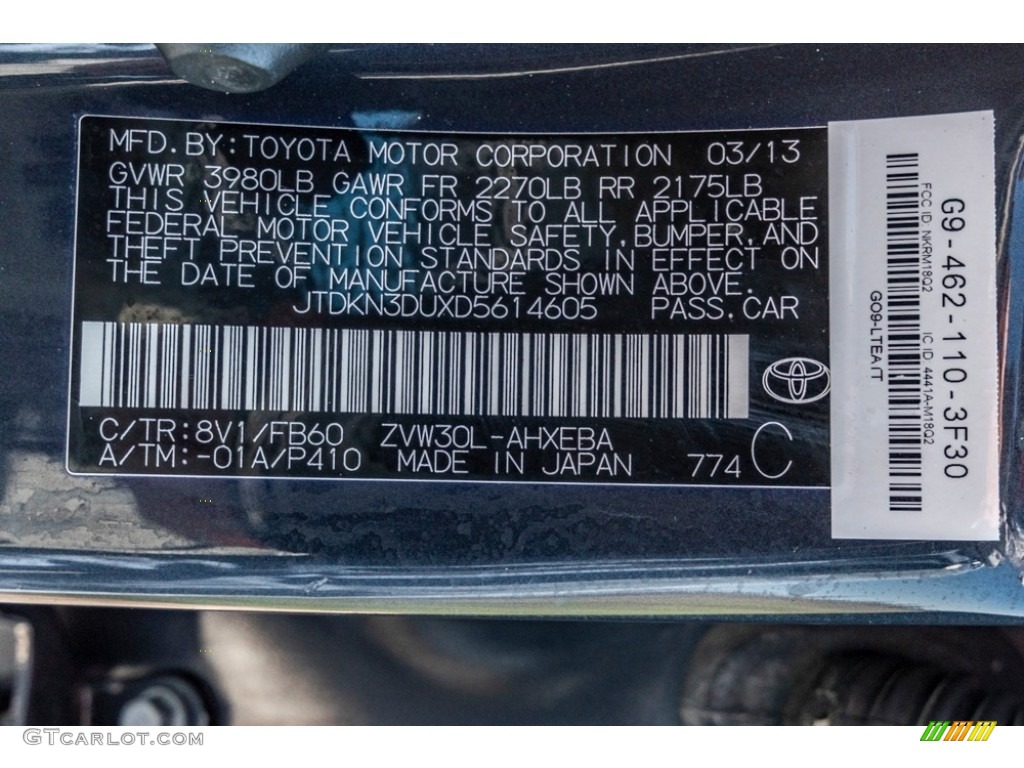 MFD. BY: TOYOTA MOTOR CORPORATION 03/13
GVWR 3980LB GAWR FR 2270LB RR 2175LB
THIS VEHICLE CONFORMS TO ALL APPLICABLE
FEDERAL MOTOR VEHICLE SAFETY, BUMPER, AND
THEFT PREVENTION STANDARDS IN EFFECT ON
THE DATE OF MANUFACTURE SHOWN ABOVE.
JTDKN3DUXD5614605 PASS. CAR
C/TR: 8V1/FB60 ZVW30L-AHXEBA
A/TM: -01A/P410 MADE IN JAPAN 774 C
G9-462-110-3F30
FCC ID NKRM18Q2 IC ID 4441A-M18Q2
GO9-LTEA/T
GTCarLot.com